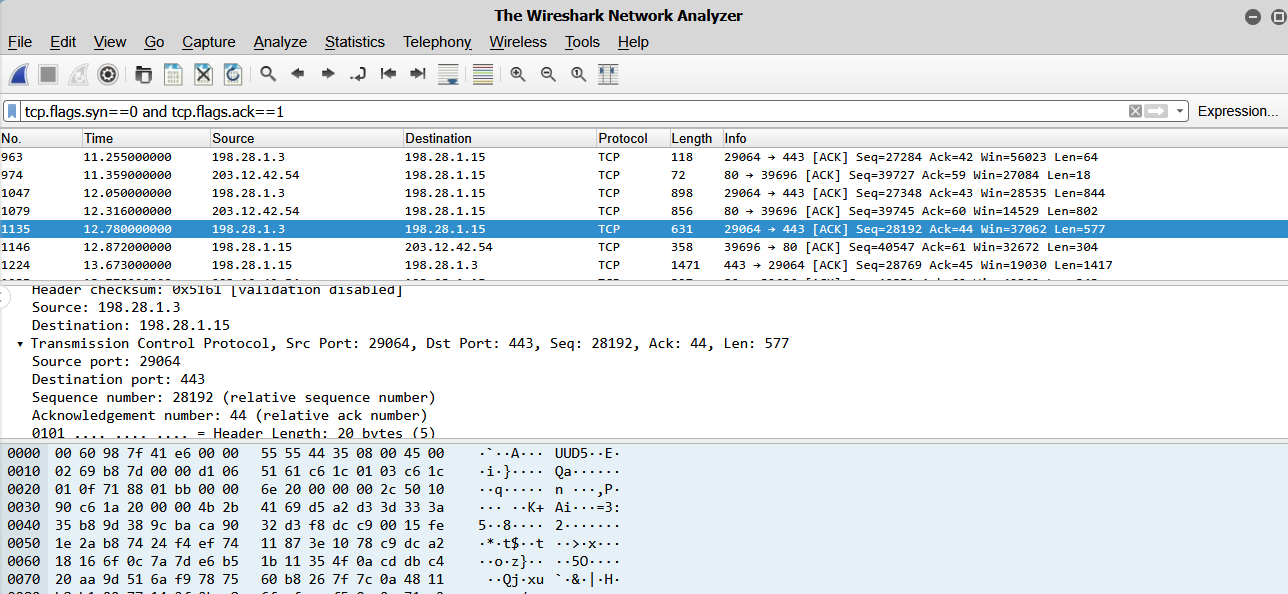 The Wireshark Network Analyzer
File Edit View Go Capture Analyze Statistics Telephony Wireless Tools Help
tcp.flags.syn==0 and tcp.flags.ack==1 Expression...
No. Time Source Destination Protocol Length Info
963 11.255000000 198.28.1.3 198.28.1.15 TCP 118 29064 → 443 [ACK] Seq=27284 Ack=42 Win=56023 Len=64
974 11.359000000 203.12.42.54 198.28.1.15 TCP 72 80 → 39696 [ACK] Seq=39727 Ack=59 Win=27084 Len=18
1047 12.050000000 198.28.1.3 198.28.1.15 TCP 898 29064 → 443 [ACK] Seq=27348 Ack=43 Win=28535 Len=844
1079 12.316000000 203.12.42.54 198.28.1.15 TCP 856 80 → 39696 [ACK] Seq=39745 Ack=60 Win=14529 Len=802
1135 12.780000000 198.28.1.3 198.28.1.15 TCP 631 29064 → 443 [ACK] Seq=28192 Ack=44 Win=37062 Len=577
1146 12.872000000 198.28.1.15 203.12.42.54 TCP 358 39696 → 80 [ACK] Seq=40547 Ack=61 Win=32672 Len=304
1224 13.673000000 198.28.1.15 198.28.1.3 TCP 1471 443 → 29064 [ACK] Seq=28769 Ack=45 Win=19030 Len=1417
Header checksum: 0x5161 [validation disabled]
Source: 198.28.1.3
Destination: 198.28.1.15
▾ Transmission Control Protocol, Src Port: 29064, Dst Port: 443, Seq: 28192, Ack: 44, Len: 577
Source port: 29064
Destination port: 443
Sequence number: 28192 (relative sequence number)
Acknowledgement number: 44 (relative ack number)
0101 .... .... .... = Header Length: 20 bytes (5)
0000 00 60 98 7f 41 e6 00 00 55 55 44 35 08 00 45 00 ·`··A··· UUD5··E·
0010 02 69 b8 7d 00 00 d1 06 51 61 c6 1c 01 03 c6 1c ·i·}···· Qa······
0020 01 0f 71 88 01 bb 00 00 6e 20 00 00 00 2c 50 10 ··q····· n ···,P·
0030 90 c6 1a 20 00 00 4b 2b 41 69 d5 a2 d3 3d 33 3a ··· ··K+ Ai···=3:
0040 35 b8 9d 38 9c ba ca 90 32 d3 f8 dc c9 00 15 fe 5··8···· 2·······
0050 1e 2a b8 74 24 f4 ef 74 11 87 3e 10 78 c9 dc a2 ·*·t$··t ··>·x···
0060 18 16 6f 0c 7a 7d e6 b5 1b 11 35 4f 0a cd db c4 ··o·z}·· ··5O····
0070 20 aa 9d 51 6a f9 78 75 60 b8 26 7f 7c 0a 48 11 ··Qj·xu `·&·|·H·